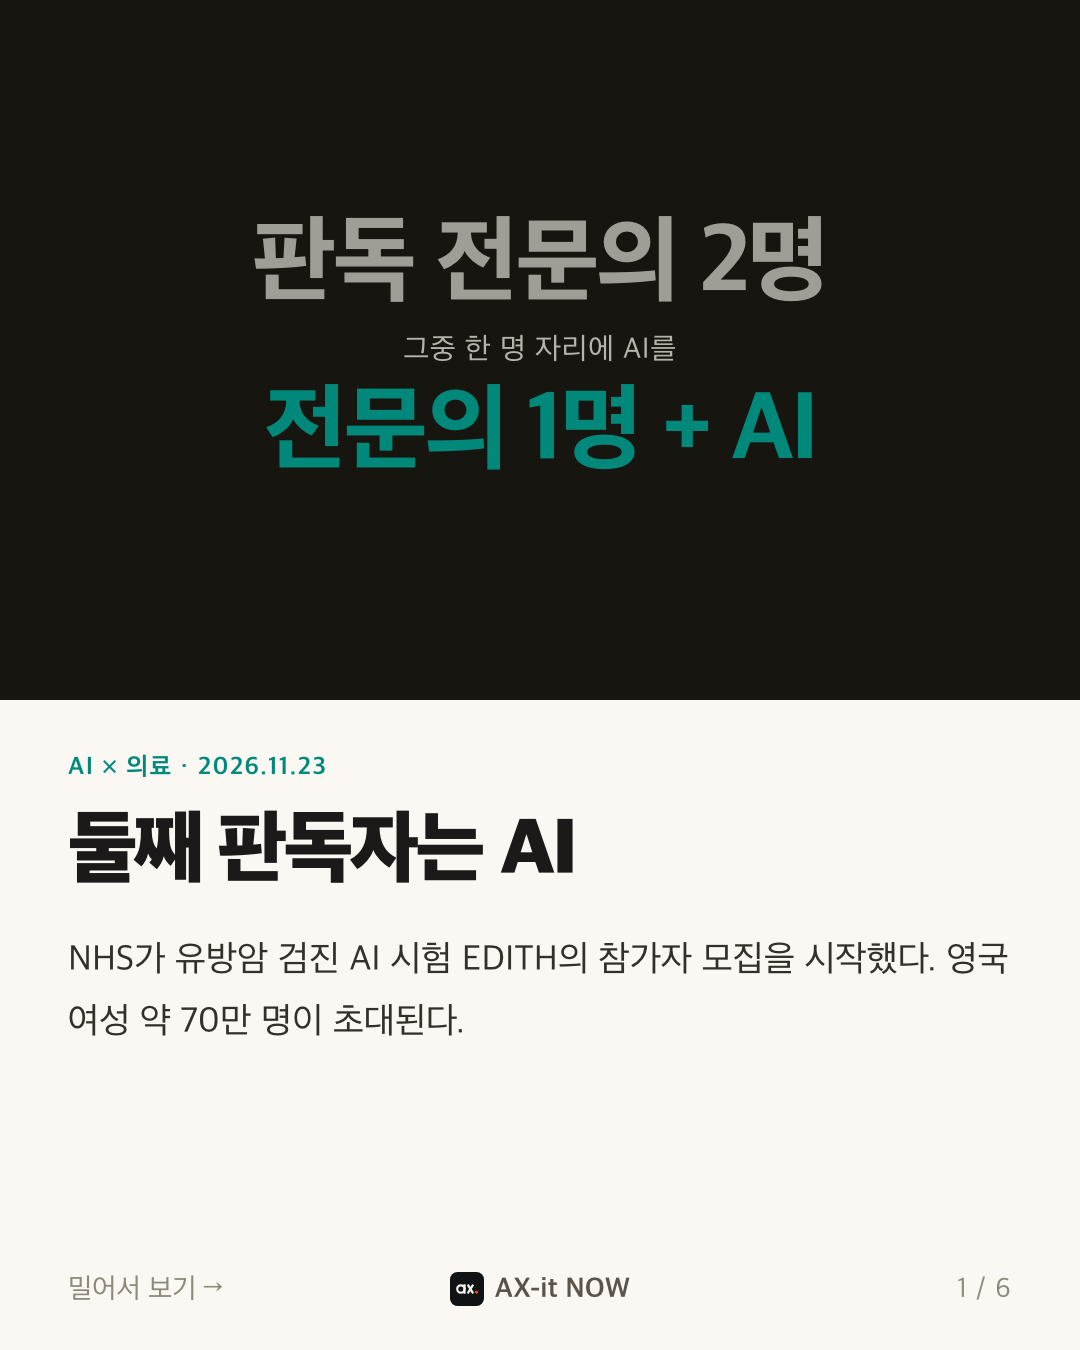 판독 전문의 2명
그중 한 명 자리에 AI를
전문의 1명 + AI
AI × 의료 · 2026.11.23
둘째 판독자는 AI
NHS가 유방암 검진 AI 시험 EDITH의 참가자 모집을 시작했다. 영국
여성 약 70만 명이 초대된다.
밀어서 보기 →
ax. AX-it NOW
1 / 6